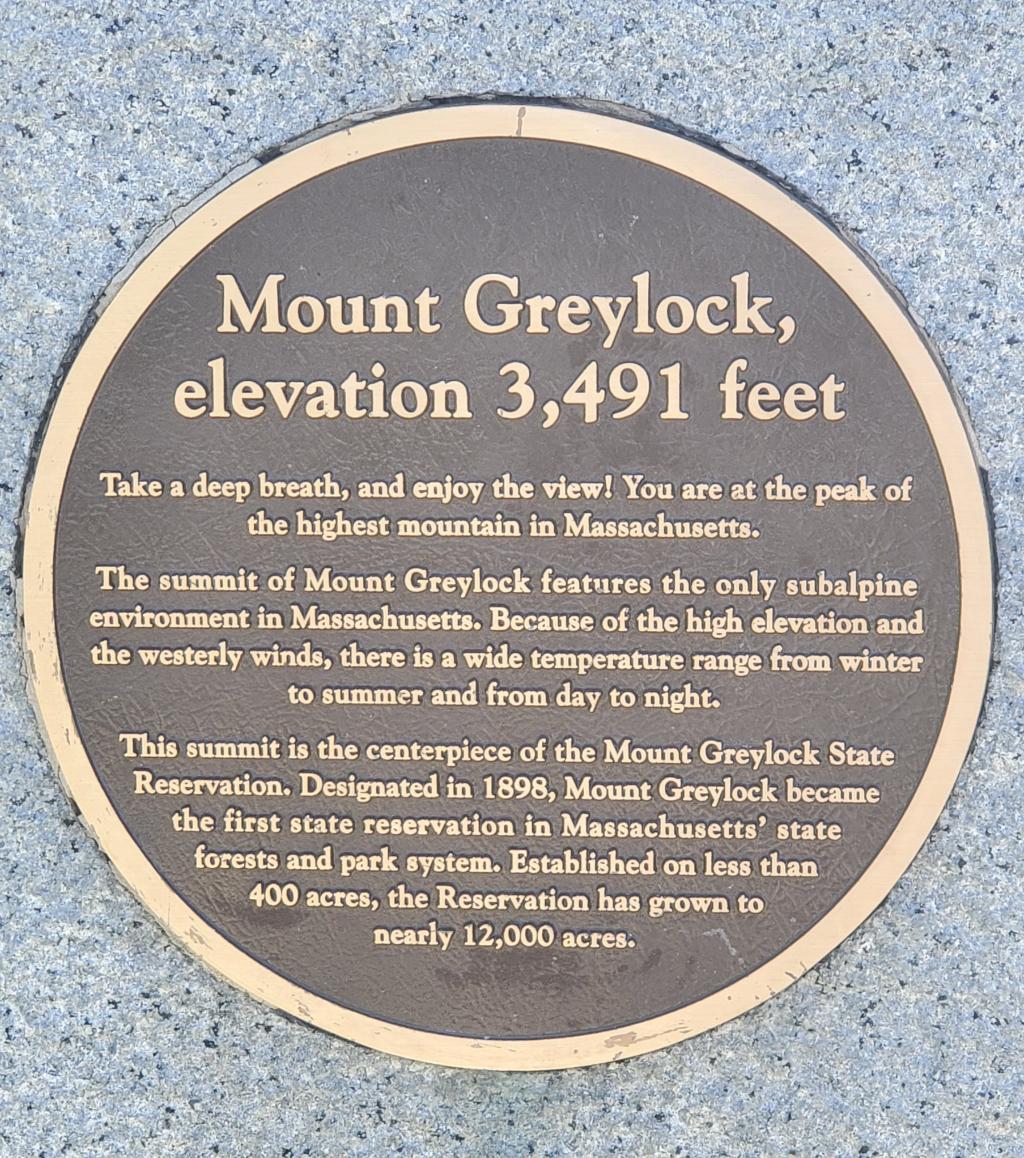 Mount Greylock,
elevation 3,491 feet
Take a deep breath, and enjoy the view! You are at the peak of
the highest mountain in Massachusetts.
The summit of Mount Greylock features the only subalpine
environment in Massachusetts. Because of the high elevation and
the westerly winds, there is a wide temperature range from winter
to summer and from day to night.
This summit is the centerpiece of the Mount Greylock State
Reservation. Designated in 1898, Mount Greylock became
the first state reservation in Massachusetts’ state
forests and park system. Established on less than
400 acres, the Reservation has grown to
nearly 12,000 acres.